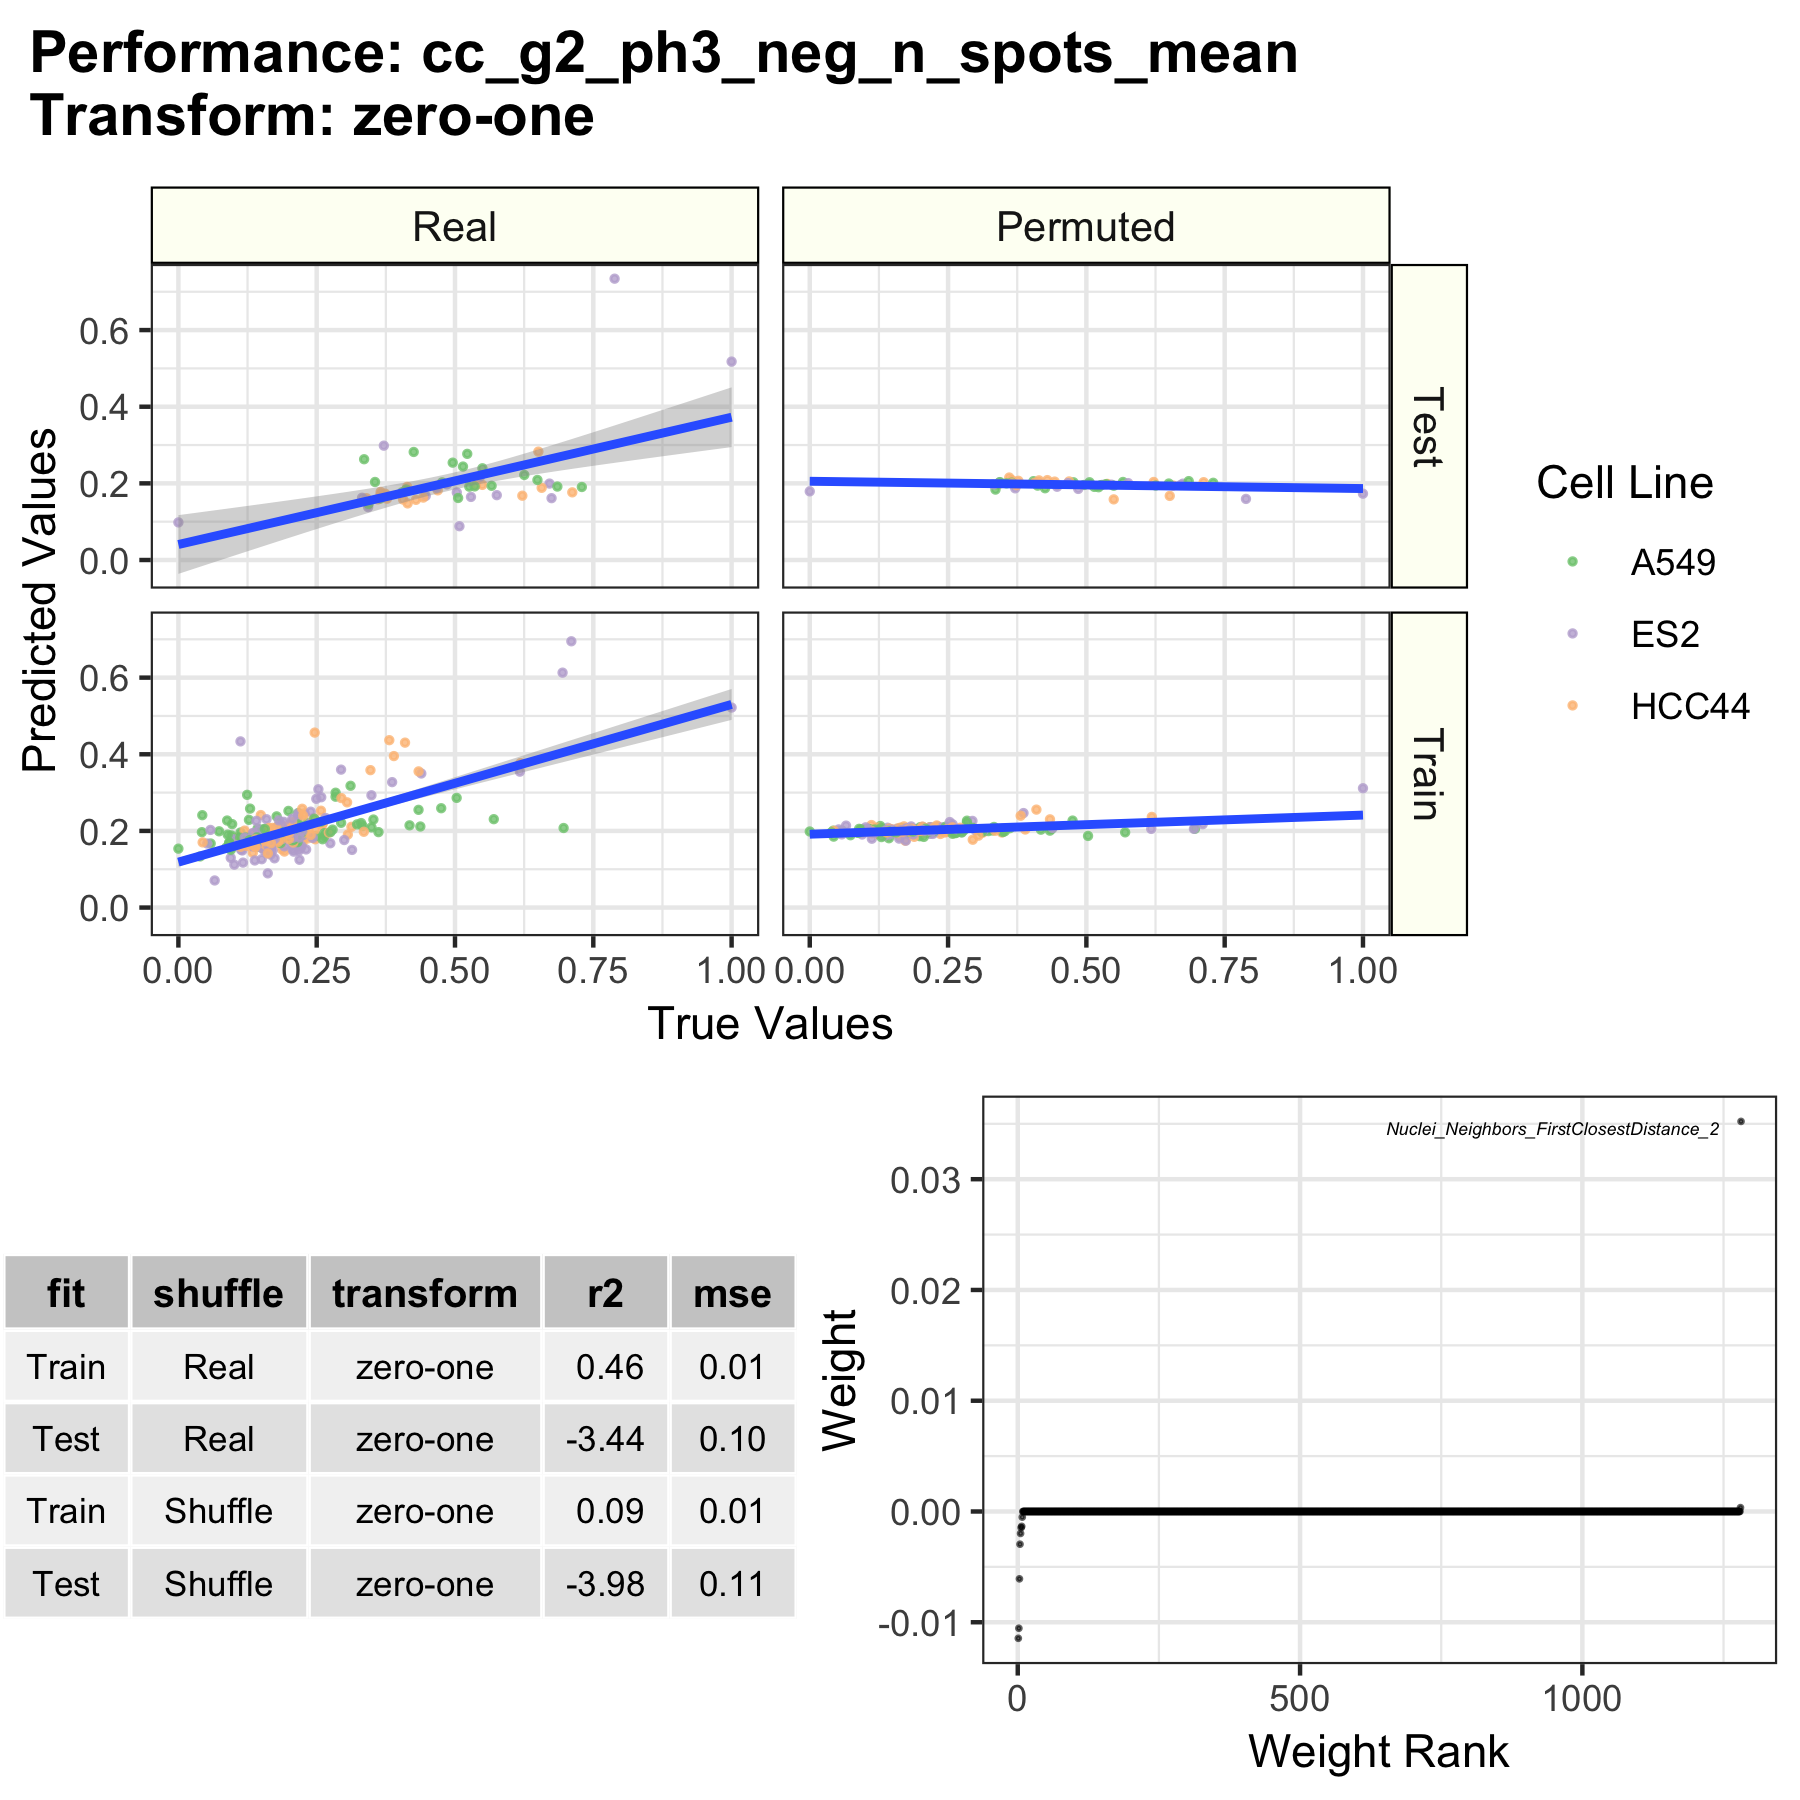 Performance: cc_g2_ph3_neg_n_spots_mean
Transform: zero-one
Real
Permuted
Test
Train
0.6
0.4
0.2
0.0
0.6
0.4
0.2
0.0
Predicted Values
0.00 0.25 0.50 0.75 1.00 0.00 0.25 0.50 0.75 1.00
True Values
Cell Line
A549
ES2
HCC44
fit shuffle transform r2 mse
Train Real zero-one 0.46 0.01
Test Real zero-one -3.44 0.10
Train Shuffle zero-one 0.09 0.01
Test Shuffle zero-one -3.98 0.11
Nuclei_Neighbors_FirstClosestDistance_2
0.03
0.02
0.01
0.00
-0.01
Weight
0 500 1000
Weight Rank